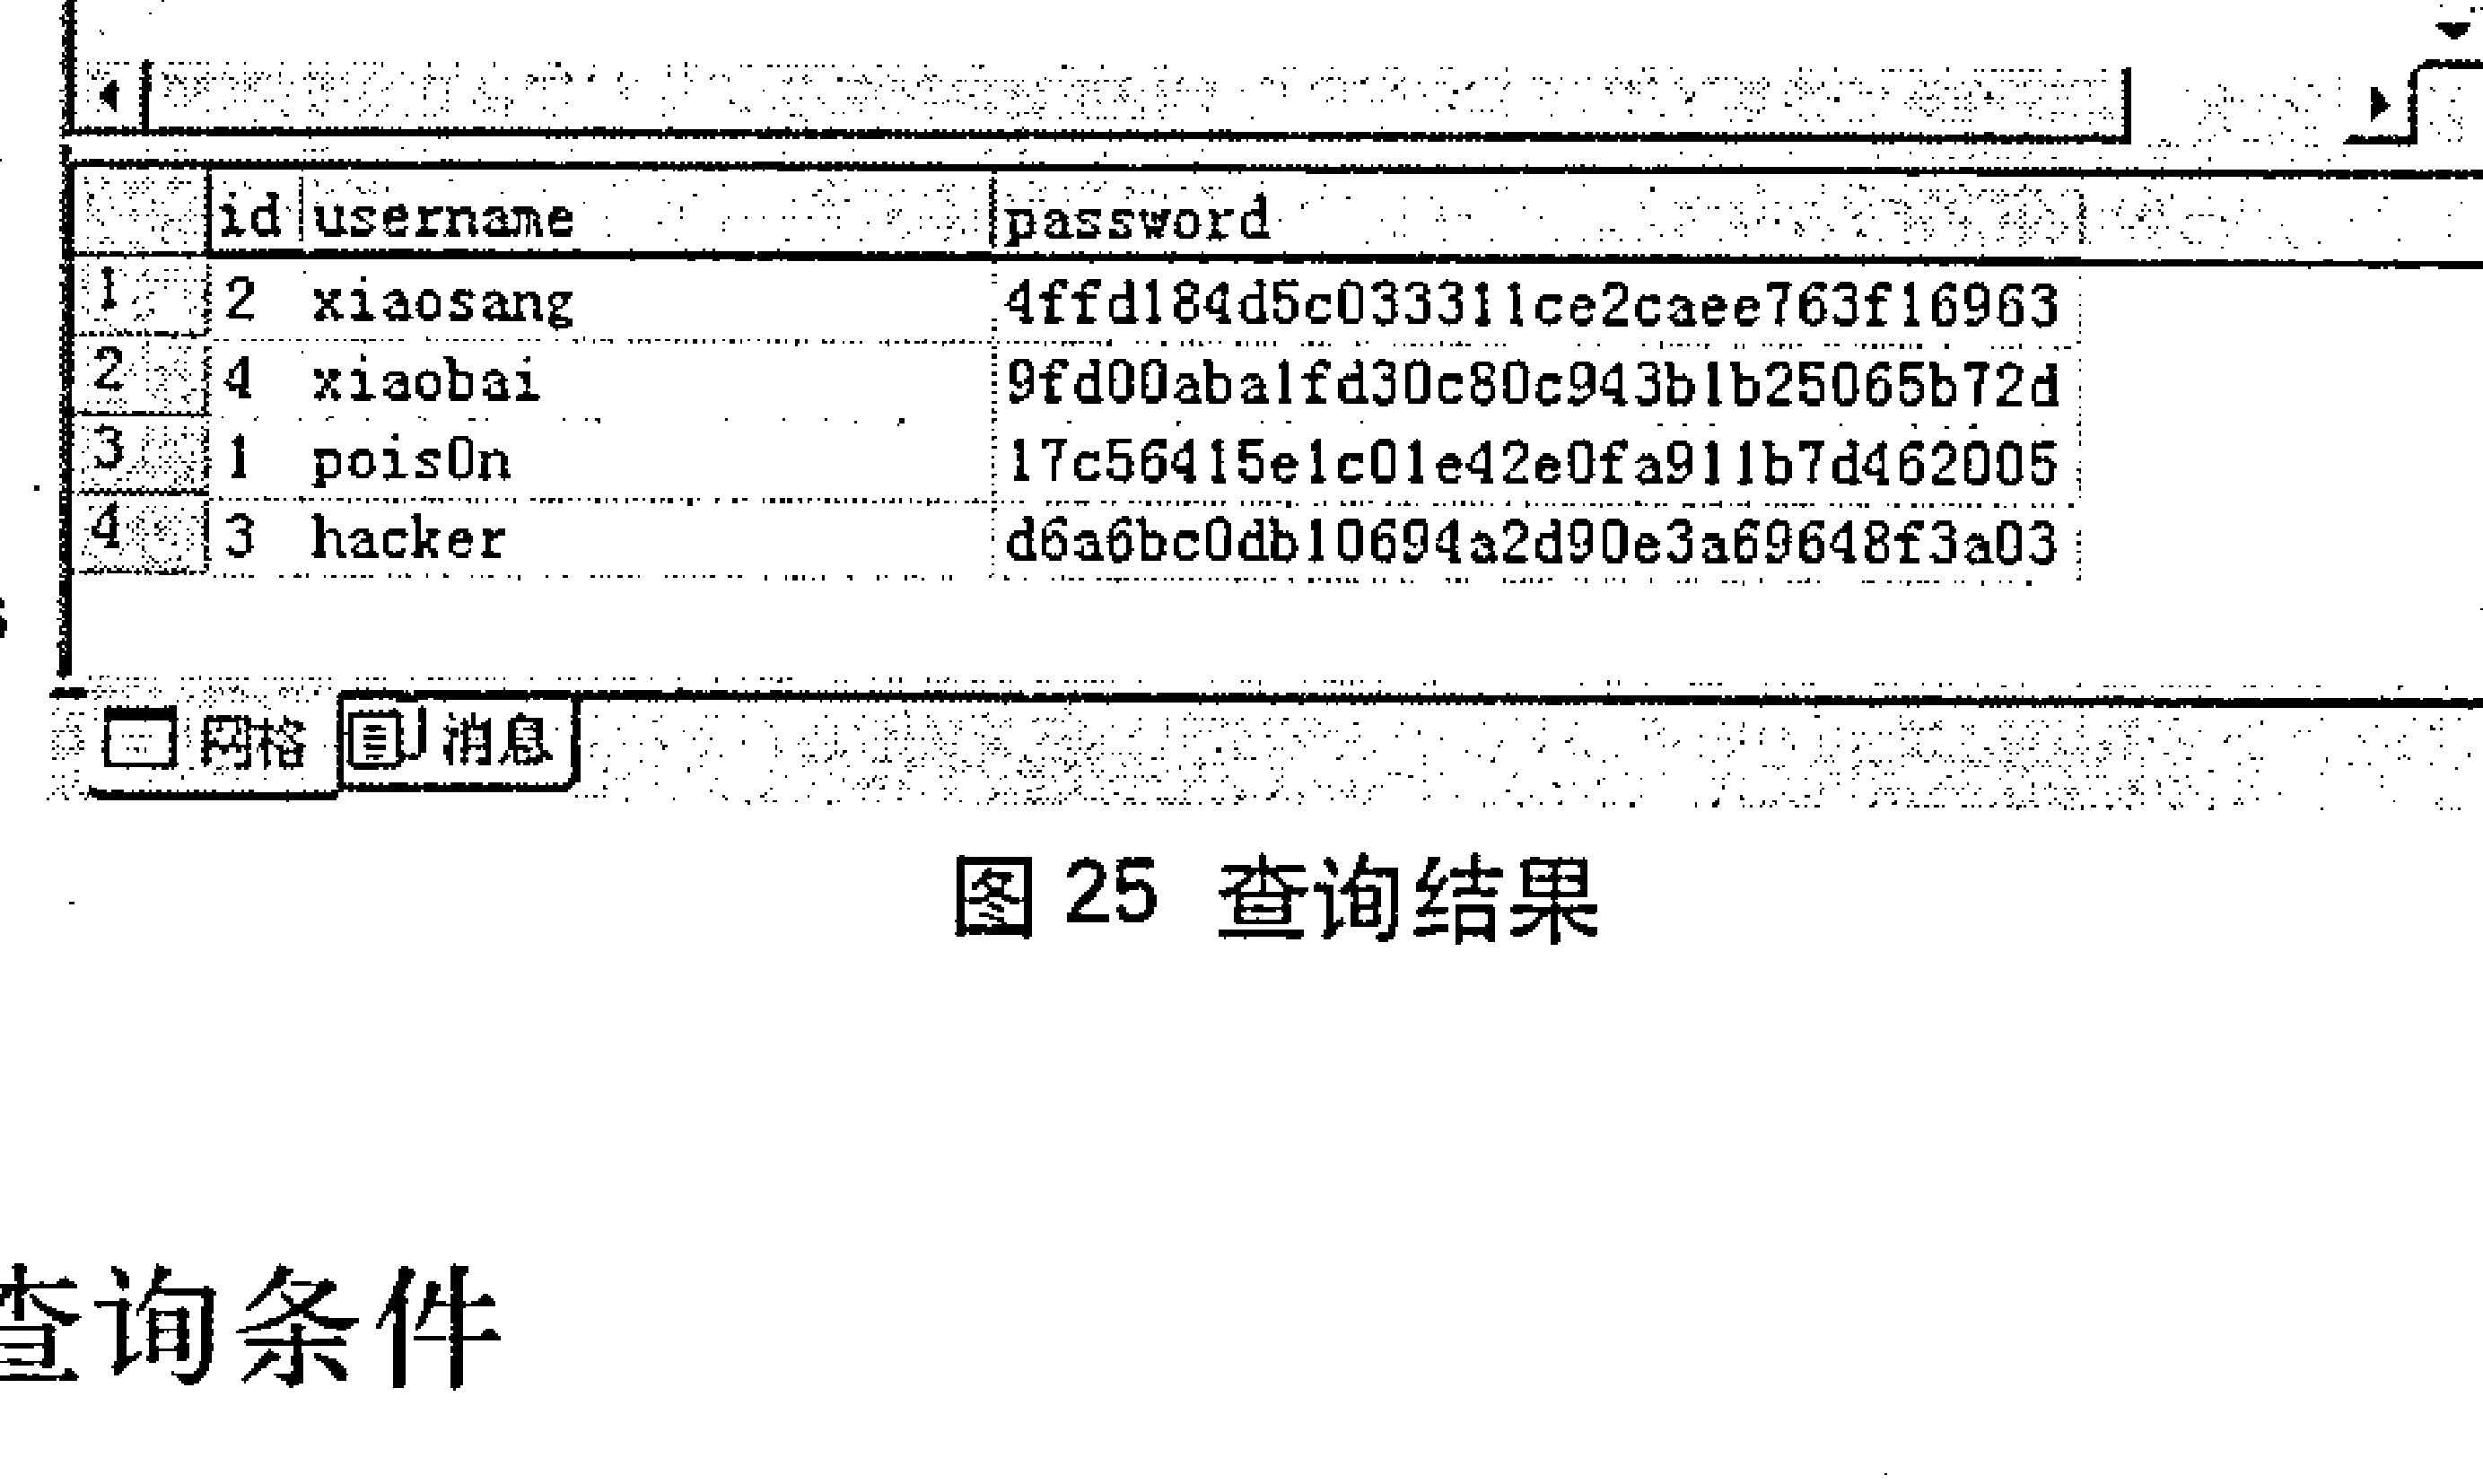 id username password
1 2 xiaosang 4ffd184d5c033311ce2caee763f16963
2 4 xiaobai 9fd00aba1fd30c80c943b1b25065b72d
3 1 pois0n 17c56415e1c01e42e0fa911b7d462005
4 3 hacker d6a6bc0db10694a2d90e3a69648f3a03
网格 消息
图 25 查询结果
查询条件